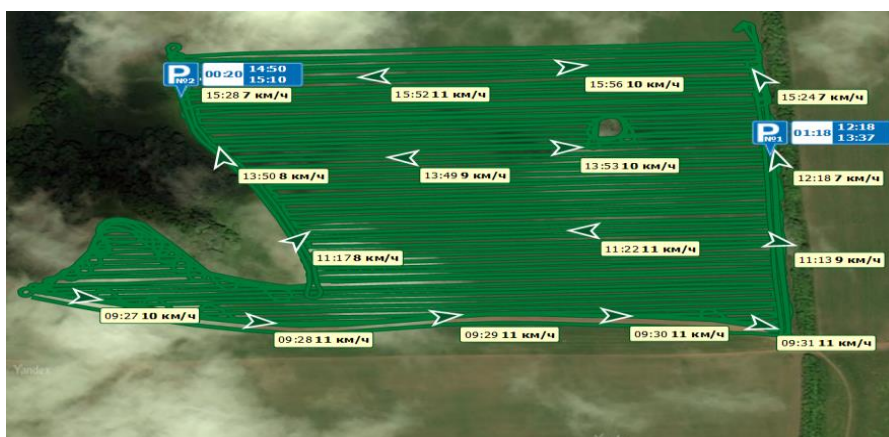 P №2 00:20 14:50
15:10
15:28 7 км/ч
15:52 11 км/ч
15:56 10 км/ч
15:24 7 км/ч
P №1 01:18 12:18
13:37
13:50 8 км/ч
13:49 9 км/ч
13:53 10 км/ч
12:18 7 км/ч
11:17 8 км/ч
11:22 11 км/ч
11:13 9 км/ч
09:27 10 км/ч
09:28 11 км/ч
09:29 11 км/ч
09:30 11 км/ч
09:31 11 км/ч
Yandex